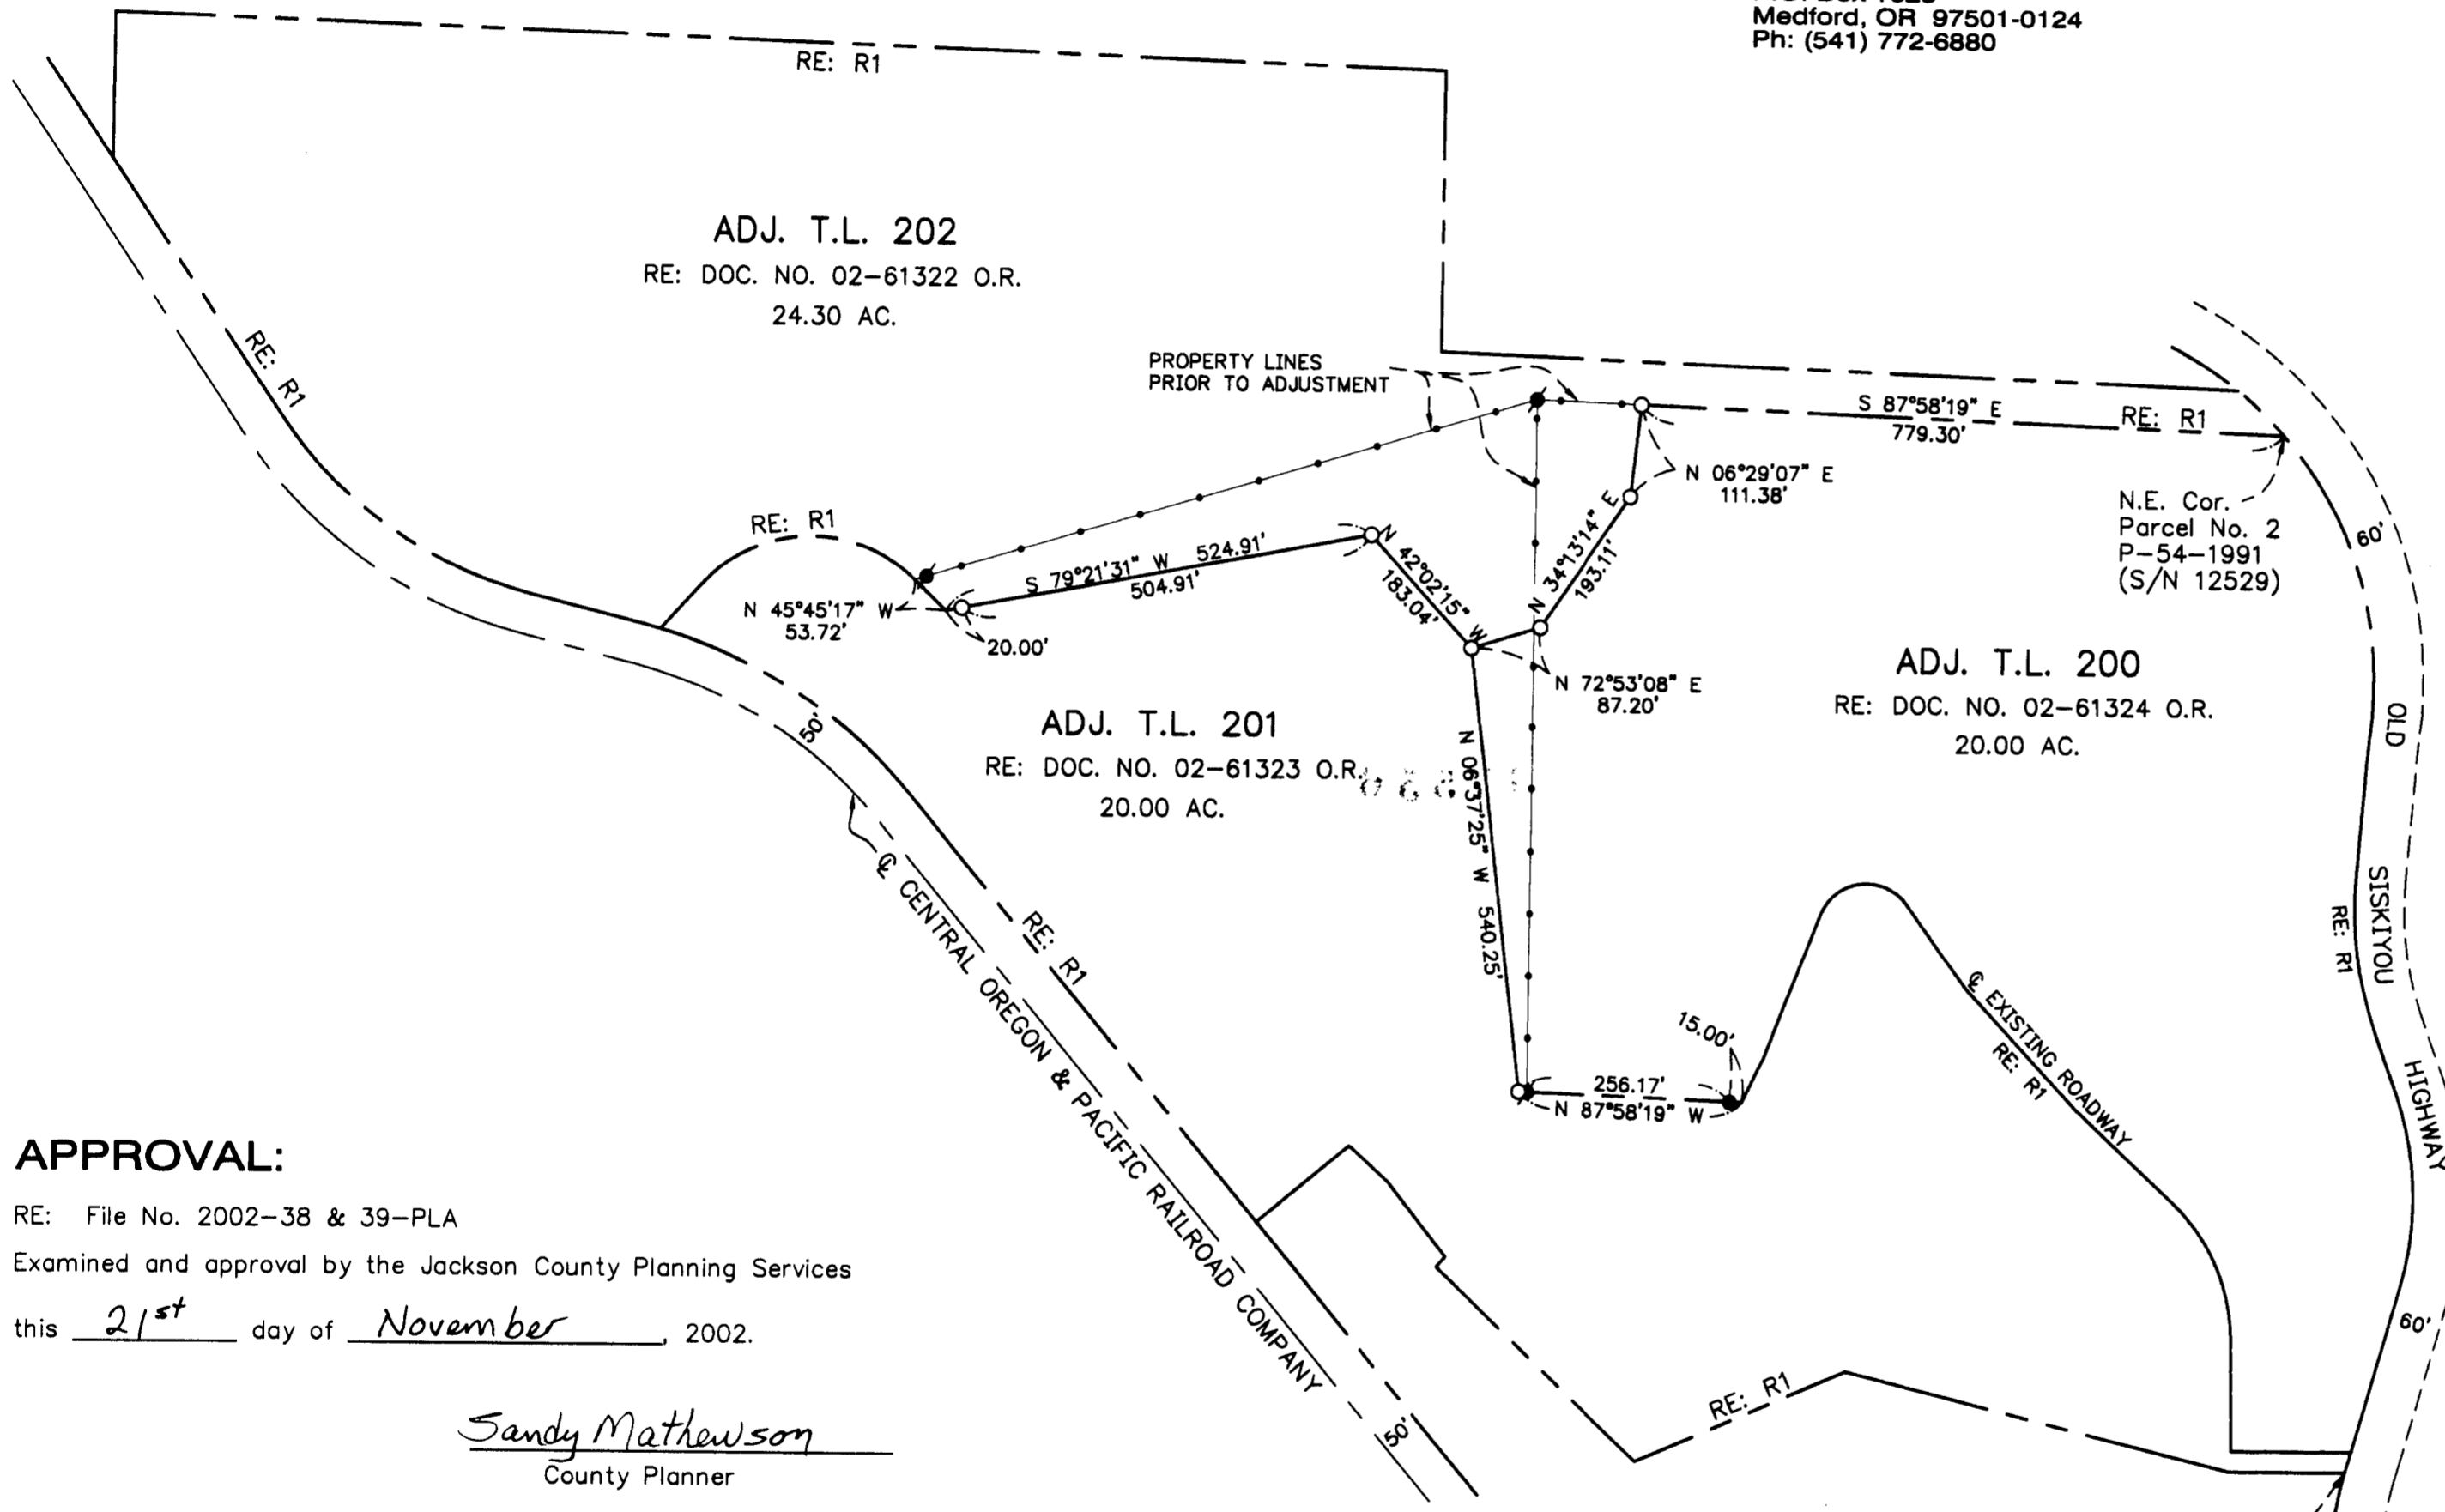 Medford, OR 97501-0124
Ph: (541) 772-6880
RE: R1
ADJ. T.L. 202
RE: DOC. NO. 02-61322 O.R.
24.30 AC.
RE: R1
PROPERTY LINES
PRIOR TO ADJUSTMENT
S 87°58'19" E
779.30'
RE: R1
N 06°29'07" E
111.38'
N.E. Cor.
Parcel No. 2
P-54-1991
(S/N 12529)
60'
RE: R1
S 79°21'31" W 524.91'
504.91'
N 42°02'15" W
183.04'
N 34°13'14" E
193.11'
N 45°45'17" W
53.72'
20.00'
N 72°53'08" E
87.20'
ADJ. T.L. 200
RE: DOC. NO. 02-61324 O.R.
20.00 AC.
50'
ADJ. T.L. 201
RE: DOC. NO. 02-61323 O.R.
20.00 AC.
N 06°37'25" W 540.25'
OLD SISKIYOU HIGHWAY
RE: R1
℄ CENTRAL OREGON & PACIFIC RAILROAD COMPANY
RE: R1
℄ EXISTING ROADWAY
RE: R1
15.00'
256.17'
N 87°58'19" W
60'
RE: R1
50'
APPROVAL:
RE: File No. 2002-38 & 39-PLA
Examined and approval by the Jackson County Planning Services
this 21st day of November, 2002.
Sandy Mathewson
County Planner